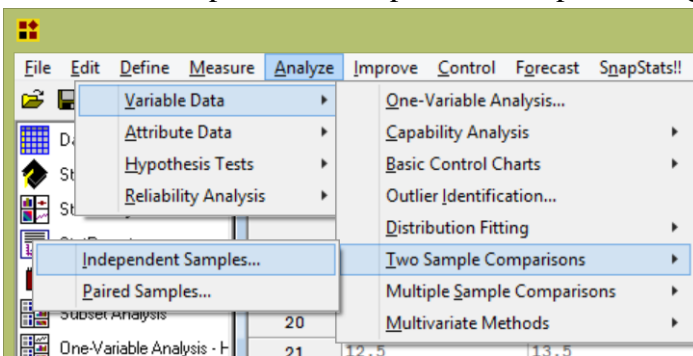 File Edit Define Measure Analyze Improve Control Forecast SnapStats!!
Variable Data
Attribute Data
Hypothesis Tests
Reliability Analysis
One-Variable Analysis...
Capability Analysis
Basic Control Charts
Outlier Identification...
Distribution Fitting
Two Sample Comparisons
Multiple Sample Comparisons
Multivariate Methods
Independent Samples...
Paired Samples...
Subset Analysis
One-Variable Analysis - H
20
21 12.5 13.5